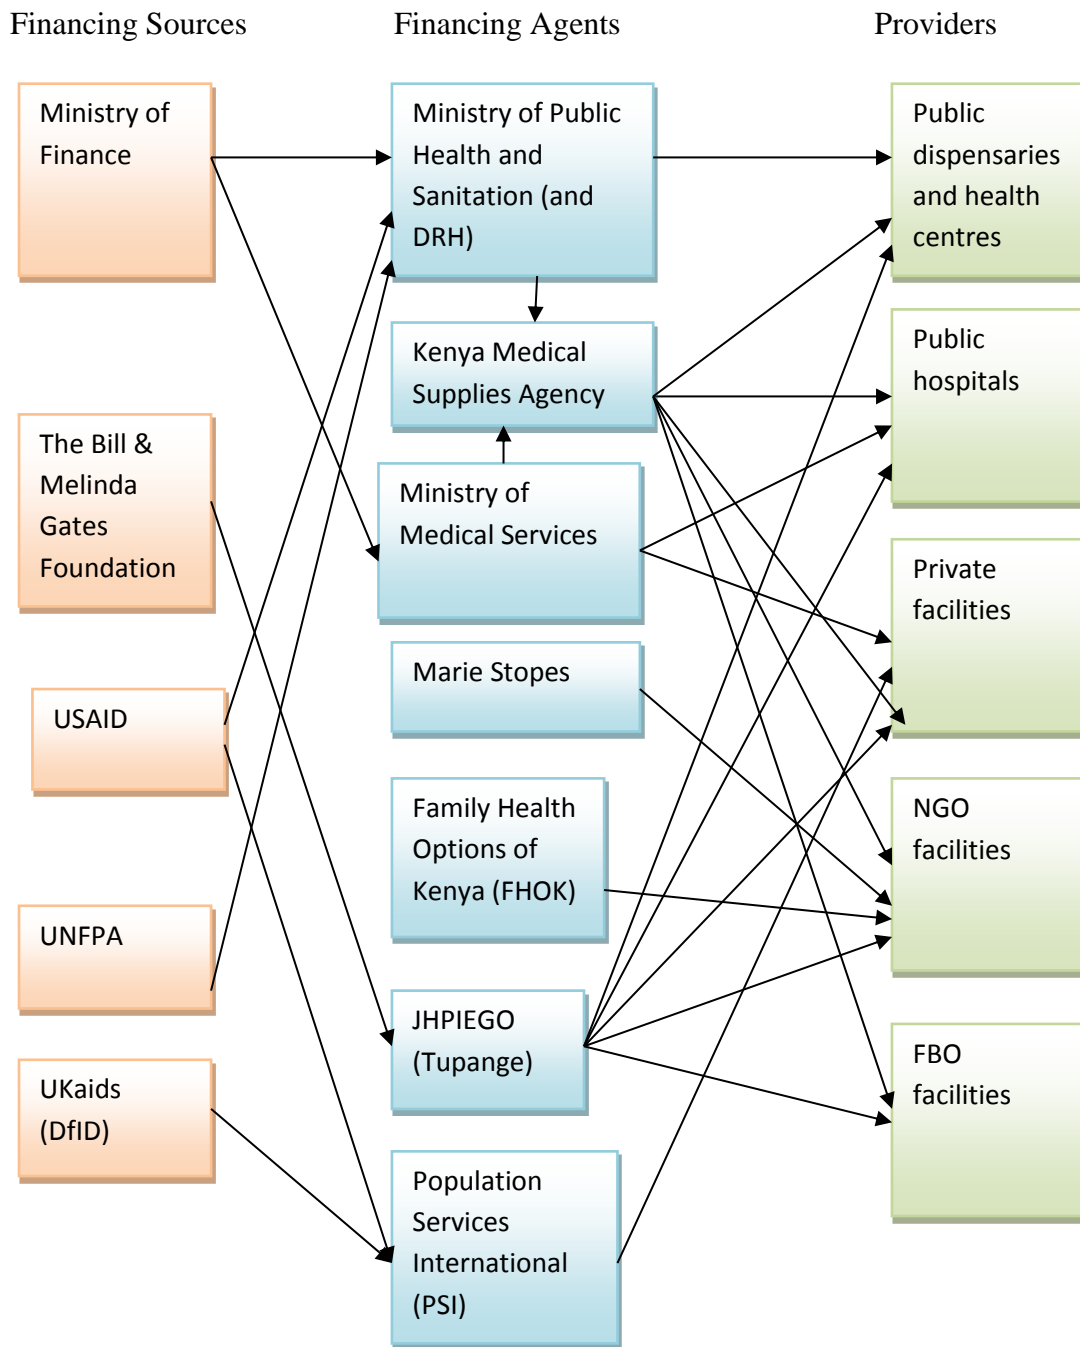 Financing Sources
Financing Agents
Providers
Ministry of
Finance
The Bill &
Melinda
Gates
Foundation
USAID
UNFPA
UKaids
(DfID)
Ministry of Public
Health and
Sanitation (and
DRH)
Kenya Medical
Supplies Agency
Ministry of
Medical Services
Marie Stopes
Family Health
Options of
Kenya (FHOK)
JHPIEGO
(Tupange)
Population
Services
International
(PSI)
Public
dispensaries
and health
centres
Public
hospitals
Private
facilities
NGO
facilities
FBO
facilities